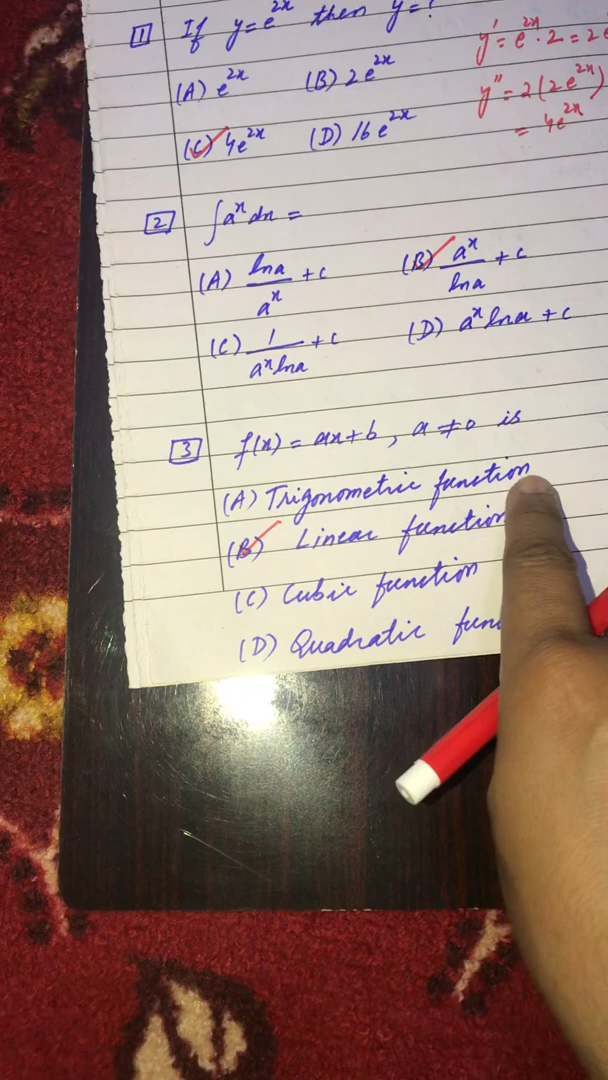 1 If y=e^2x then y=?
y' = e^2x · 2 = 2e
(A) e^2x (B) 2e^2x
y'' = 2(2e^2x)
= 4e^2x
(C) 4e^2x (D) 16e^2x
2 ∫a^x dx =
(A) lna/a^x + c (B) a^x/lna + c
(C) 1/a^x lna + c (D) a^x lna + c
3 f(x) = ax+b, a≠0 is
(A) Trigonometric function
(B) Linear function
(C) Cubic function
(D) Quadratic func